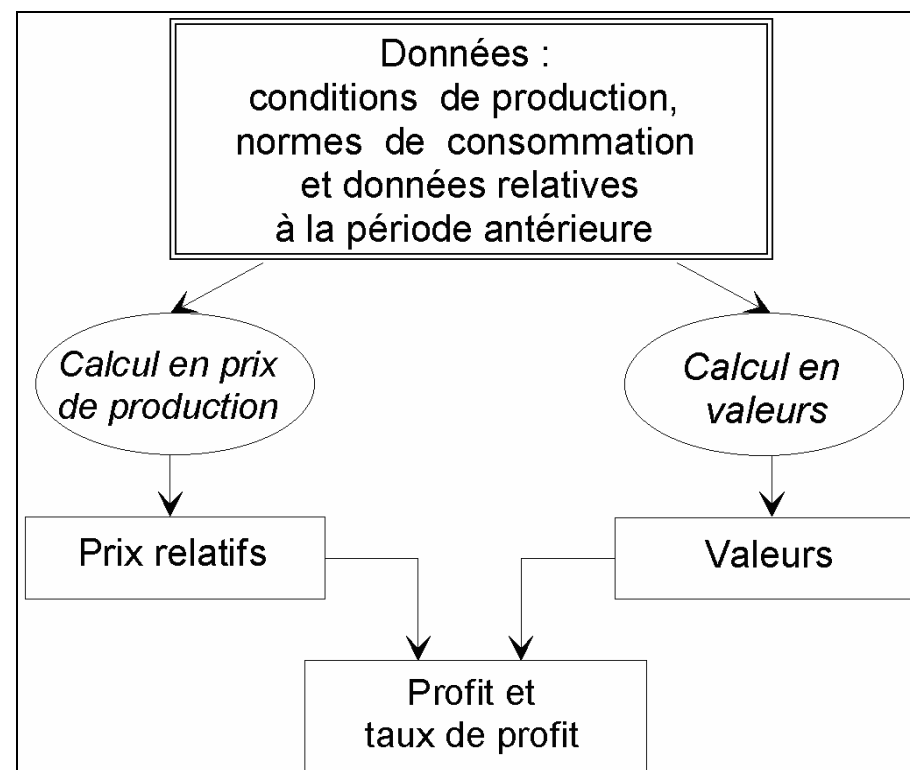 Données :
conditions de production,
normes de consommation
et données relatives
à la période antérieure
Calcul en prix
de production
Calcul en
valeurs
Prix relatifs
Valeurs
Profit et
taux de profit